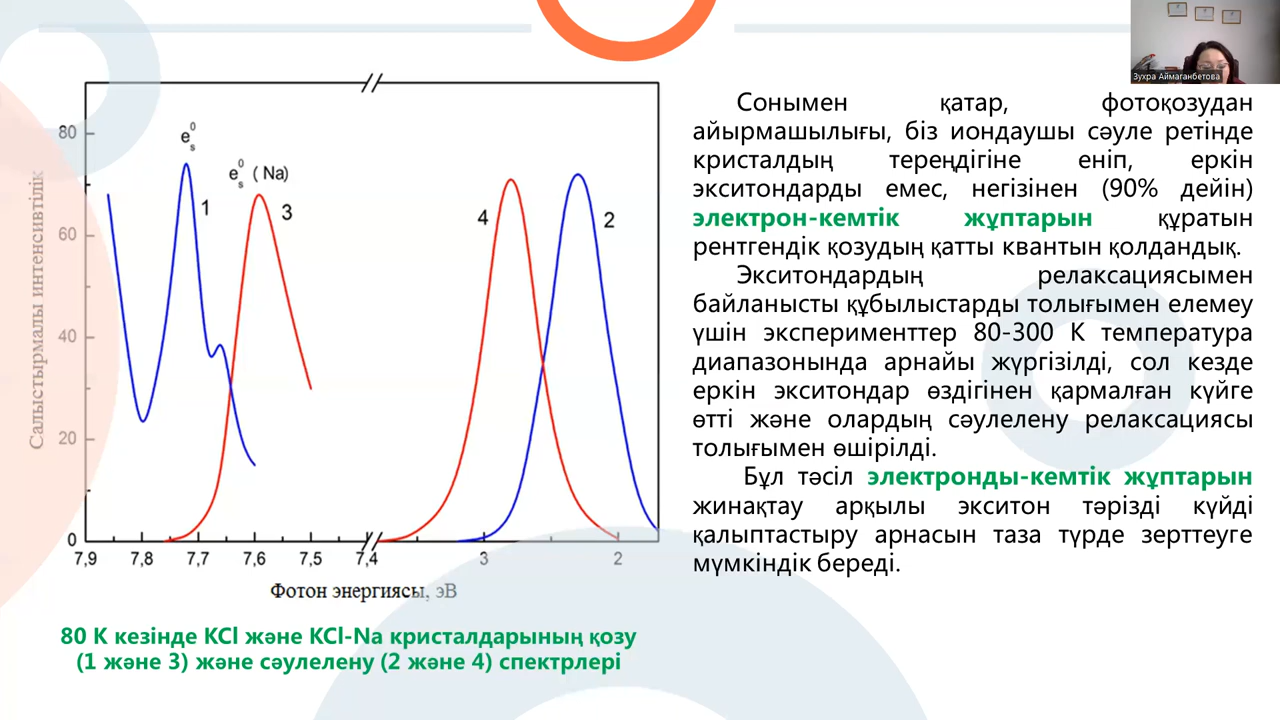 Зухра Аймаганбетова
Сонымен қатар, фотоқозудан
айырмашылығы, біз иондаушы сәуле ретінде
кристалдың тереңдігіне еніп, еркін
экситондарды емес, негізінен (90% дейін)
электрон-кемтік жұптарын құратын
рентгендік қозудың қатты квантын қолдандық.
Экситондардың релаксациясымен
байланысты құбылыстарды толығымен елемеу
үшін эксперименттер 80-300 К температура
диапазонында арнайы жүргізілді, сол кезде
еркін экситондар өздігінен қармалған күйге
өтті және олардың сәулелену релаксациясы
толығымен өшірілді.
Бұл тәсіл электронды-кемтік жұптарын
жинақтау арқылы экситон тәрізді күйді
қалыптастыру арнасын таза түрде зерттеуге
мүмкіндік береді.
Салыстырмалы интенсивтілік
80
60
40
20
0
e⁰ₛ
1
e⁰ₛ (Na)
3
4
2
7,9 7,8 7,7 7,6 7,5 7,4 3 2
Фотон энергиясы, эВ
80 К кезінде KCl және KCl-Na кристалдарының қозу
(1 және 3) және сәулелену (2 және 4) спектрлері